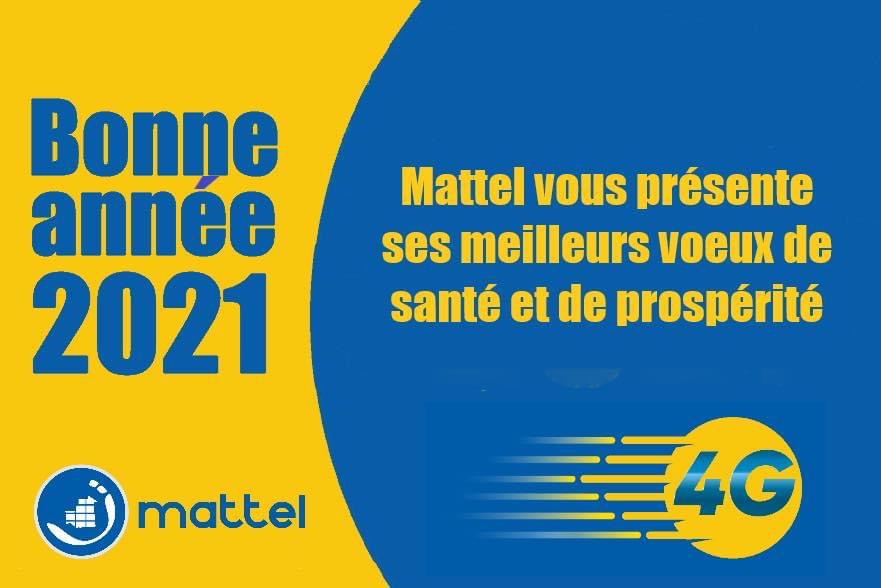 Bonne
année
2021
Mattel vous présente
ses meilleurs voeux de
santé et de prospérité
mattel
4G